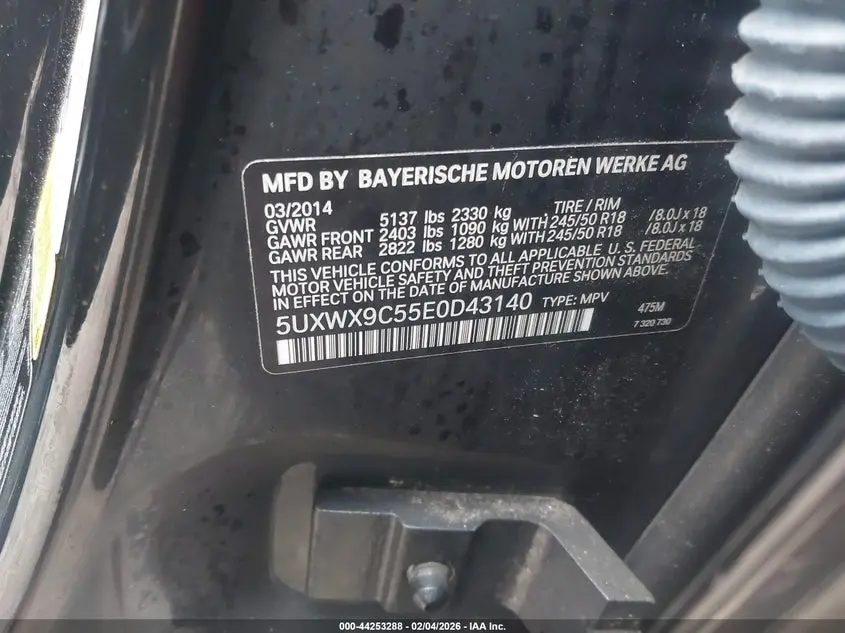 MFD BY BAYERISCHE MOTOREN WERKE AG
03/2014 TIRE / RIM
GVWR 5137 lbs 2330 kg
GAWR FRONT 2403 lbs 1090 kg WITH 245/50 R18 /8.0J x 18
GAWR REAR 2822 lbs 1280 kg WITH 245/50 R18 /8.0J x 18
THIS VEHICLE CONFORMS TO ALL APPLICABLE U.S. FEDERAL
MOTOR VEHICLE SAFETY AND THEFT PREVENTION STANDARDS
IN EFFECT ON THE DATE OF MANUFACTURE SHOWN ABOVE.
5UXWX9C55E0D43140 TYPE: MPV 475M
7 320 730
000-44253288 - 02/04/2026 - IAA Inc.